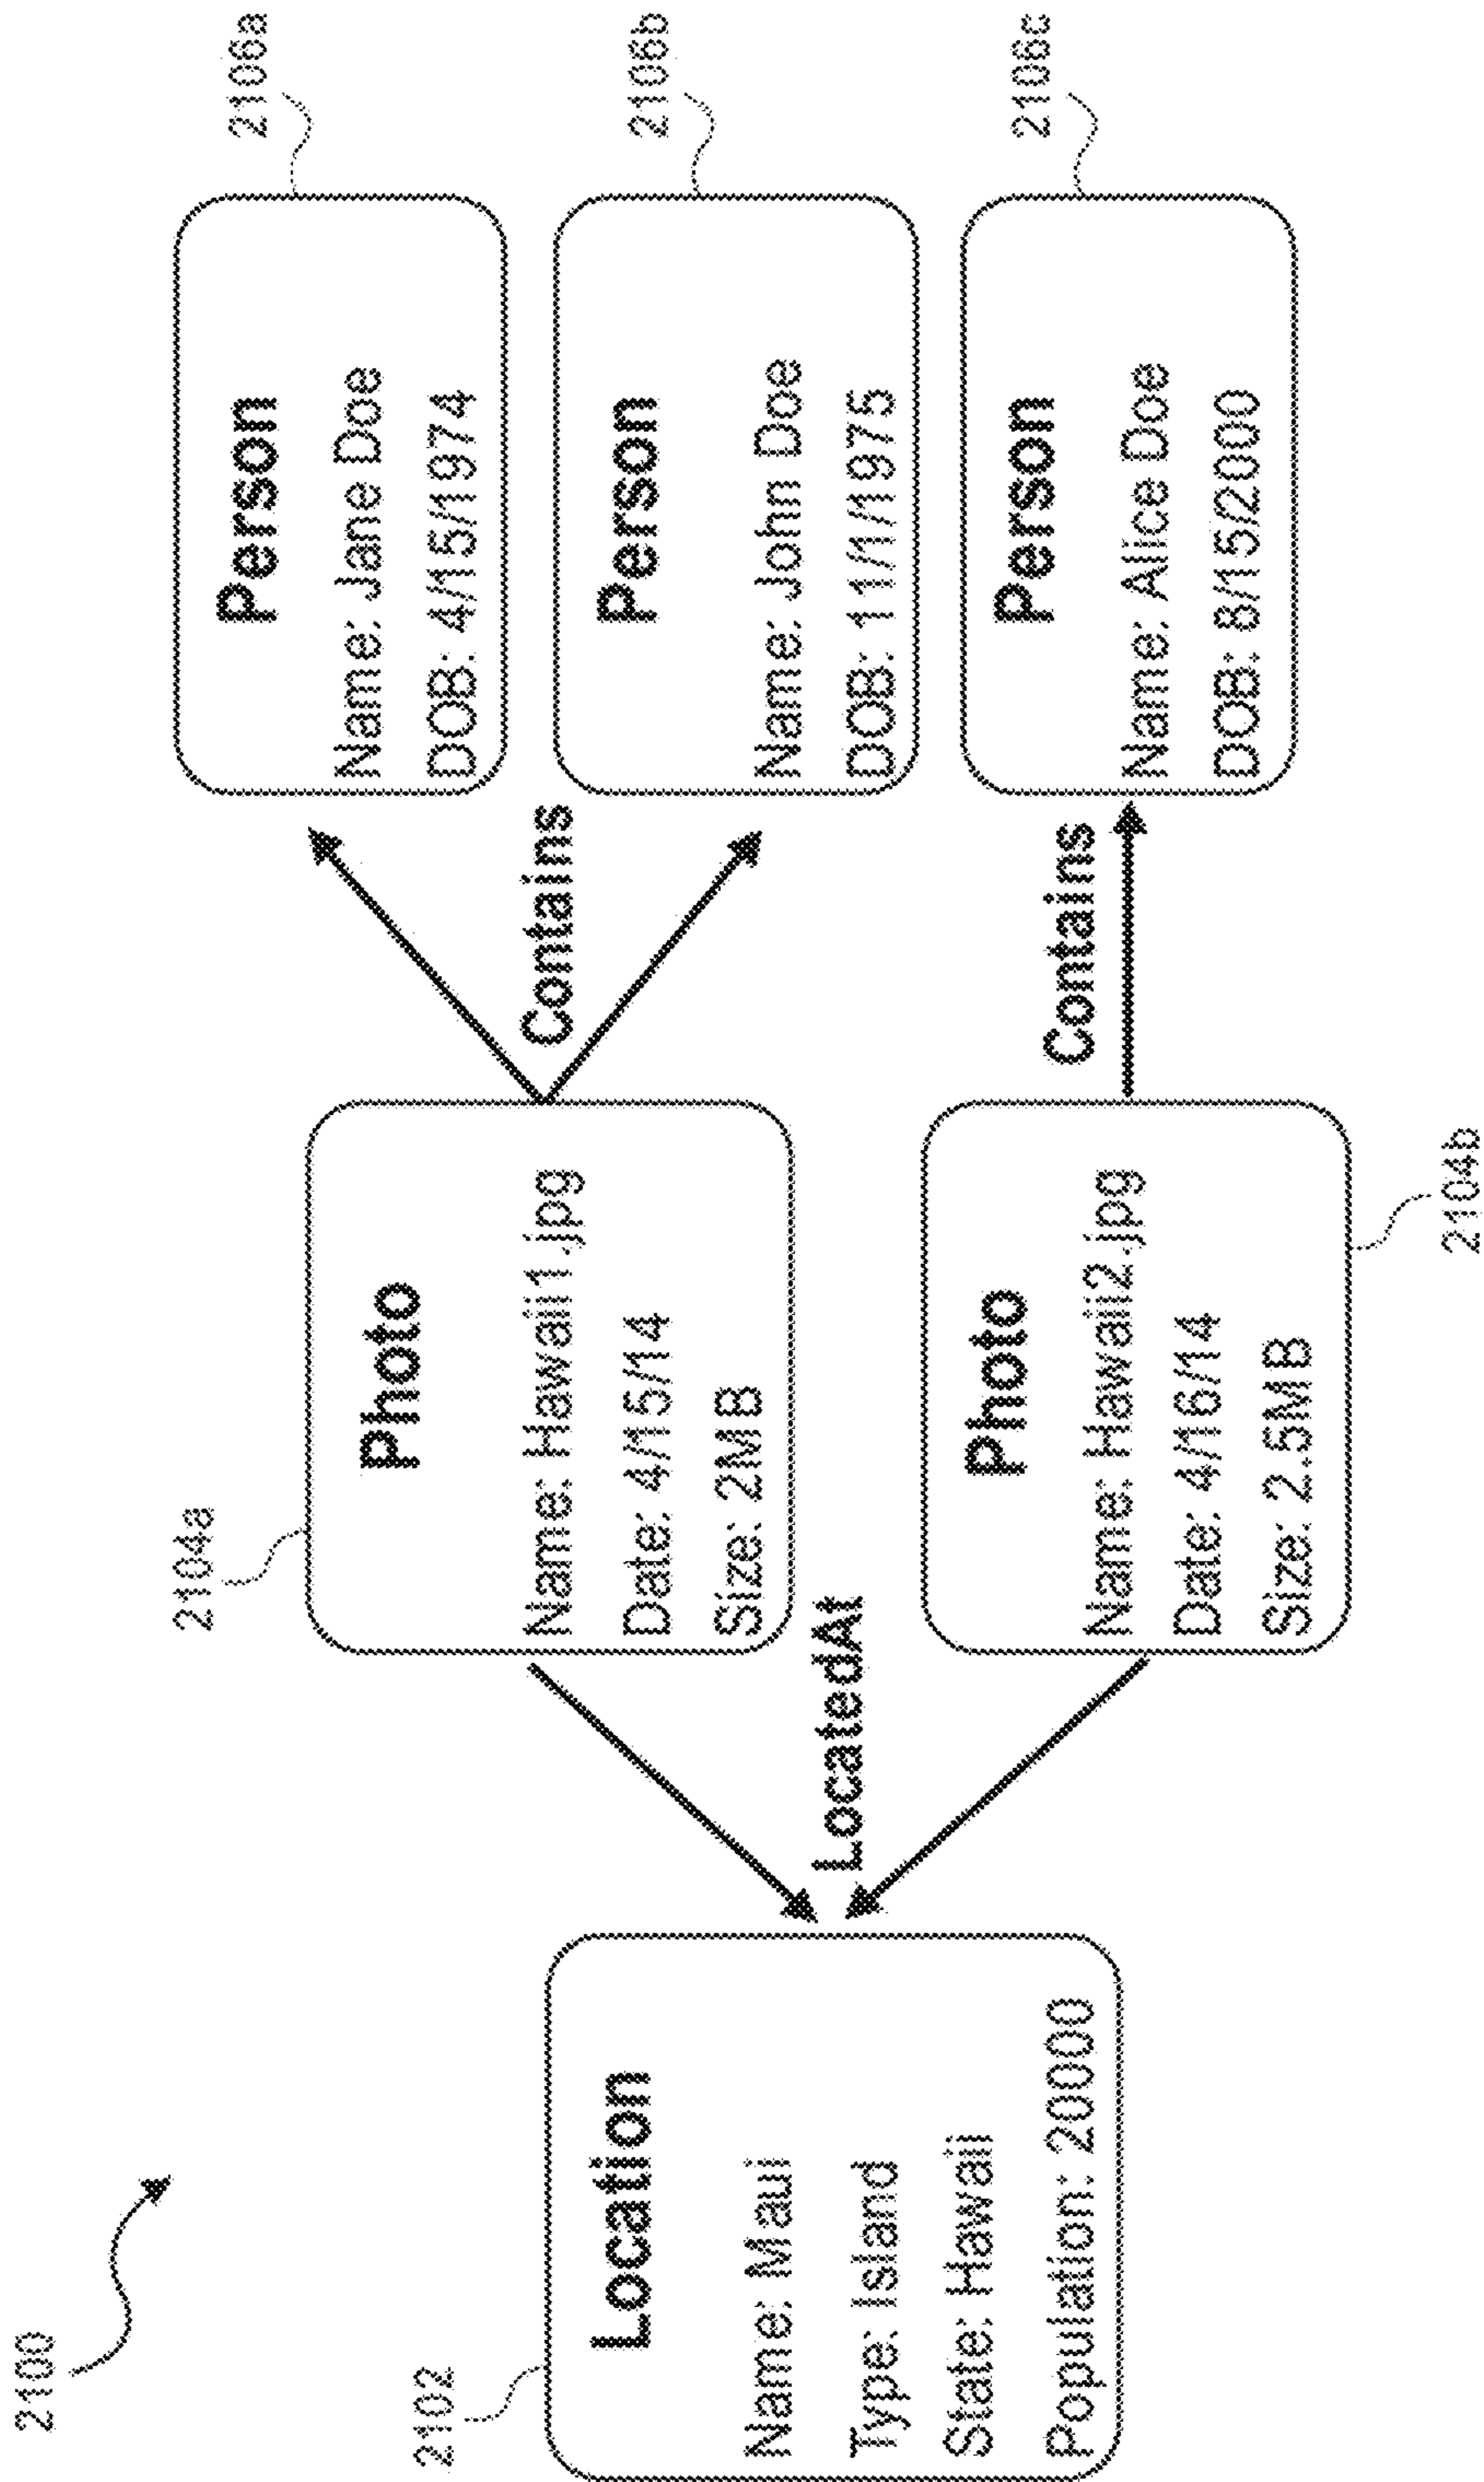 2100
2102
Location
Name: Maui
Type: Island
State: Hawaii
Population: 20000
LocatedAt
2104a
Photo
Name: Hawaii1.jpg
Date: 4/15/14
Size: 2MB
2104b
Photo
Name: Hawaii2.jpg
Date: 4/16/14
Size: 2.5MB
Contains
Contains
2106a
Person
Name: Jane Doe
DOB: 4/15/1974
2106b
Person
Name: John Doe
DOB: 11/1/1975
2106c
Person
Name: Alice Doe
DOB: 8/15/2000